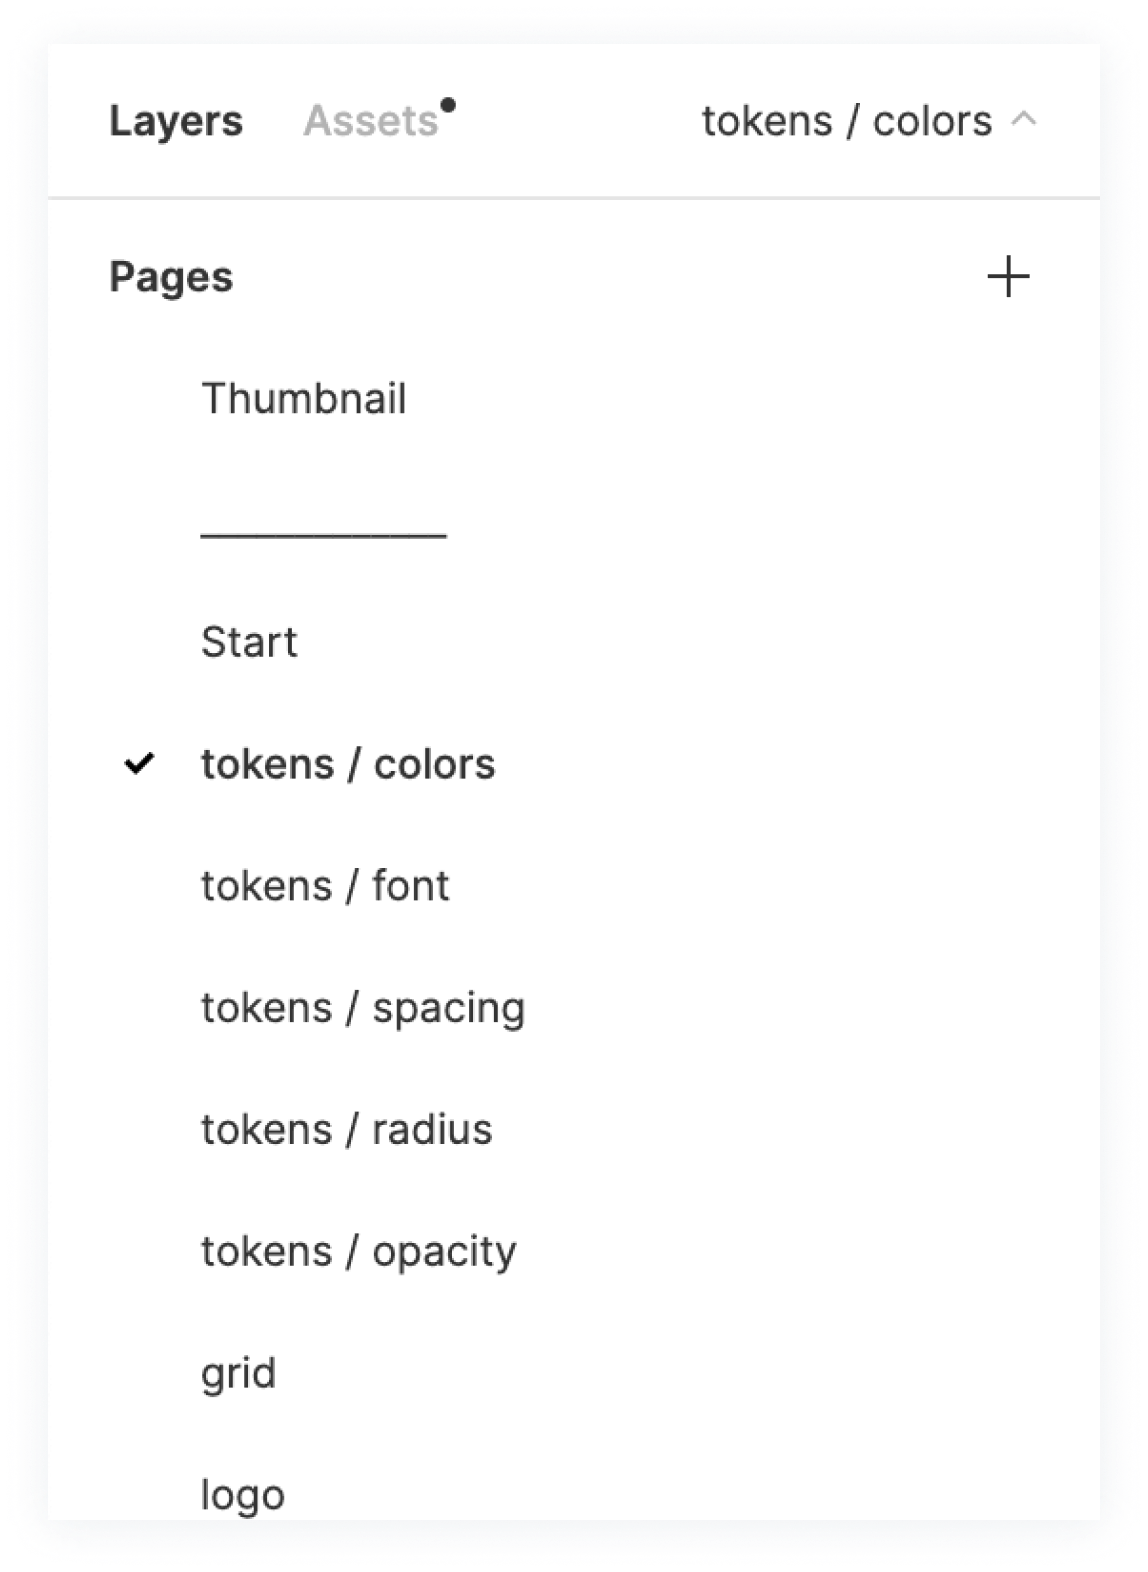 Layers Assets tokens / colors
Pages
Thumbnail
_____________
Start
tokens / colors
tokens / font
tokens / spacing
tokens / radius
tokens / opacity
grid
logo